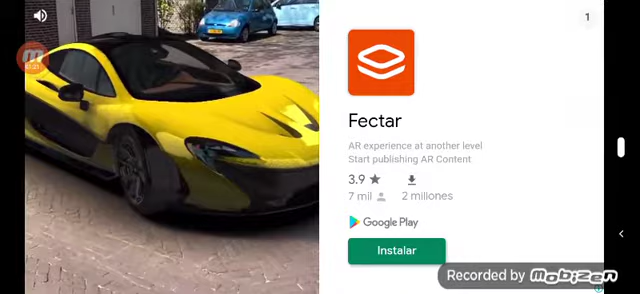 1
Fectar
AR experience at another level
Start publishing AR Content
3.9
7 mil
2 millones
Google Play
Instalar
Recorded by mobizen